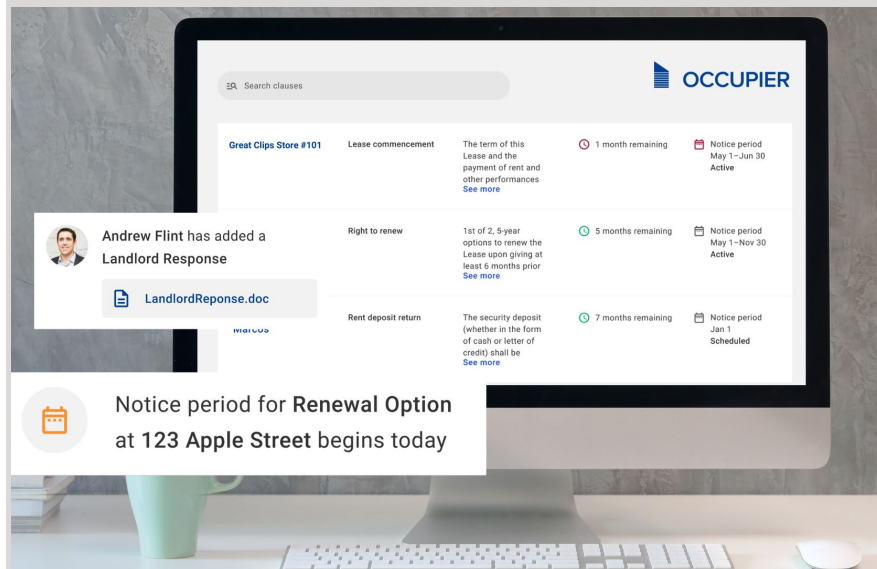 Search clauses
OCCUPIER
Great Clips Store #101
Lease commencement
The term of this
Lease and the
payment of rent and
other performances
See more
1 month remaining
Notice period
May 1–Jun 30
Active
Andrew Flint has added a
Landlord Response
LandlordReponse.doc
Right to renew
1st of 2, 5-year
options to renew the
Lease upon giving at
least 6 months prior
See more
5 months remaining
Notice period
May 1–Nov 30
Active
Marcos
Rent deposit return
The security deposit
(whether in the form
of cash or letter of
credit) shall be
See more
7 months remaining
Notice period
Jan 1
Scheduled
Notice period for Renewal Option
at 123 Apple Street begins today